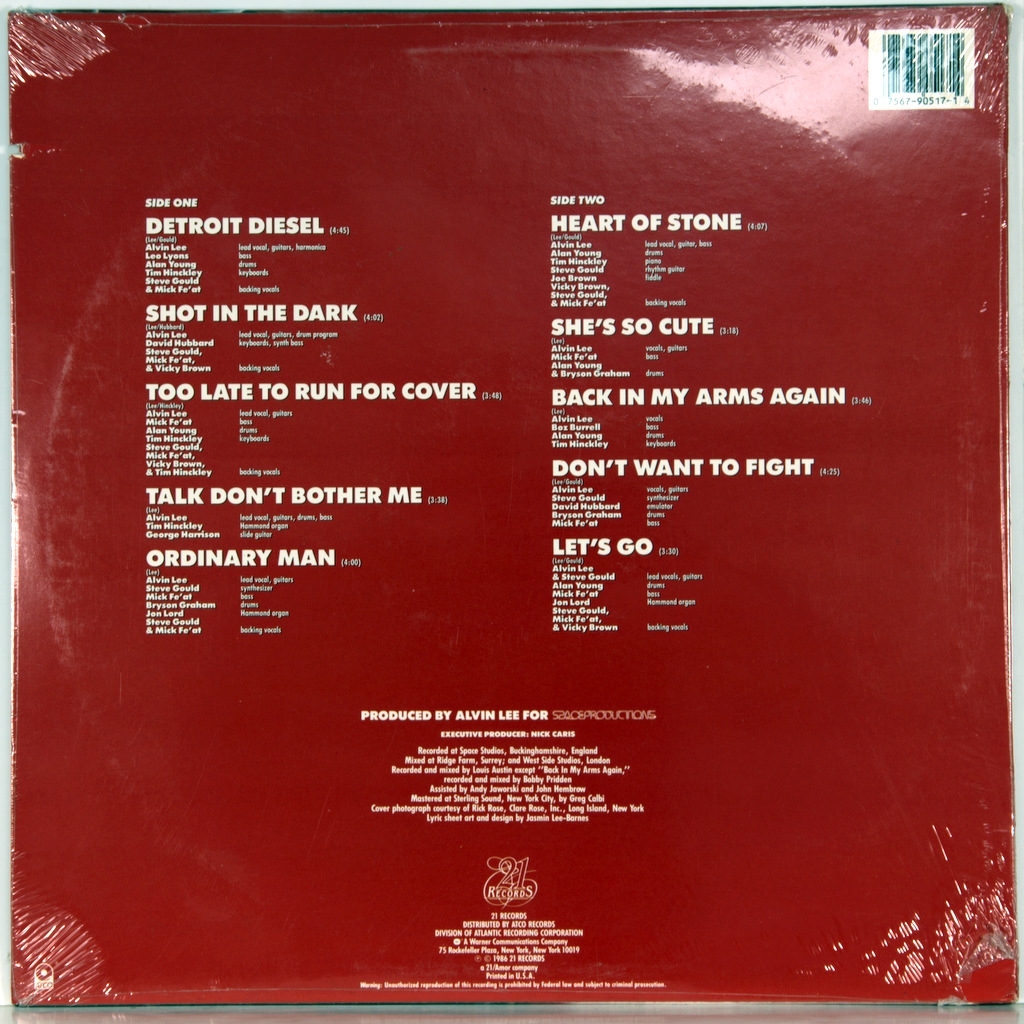 0 7567-90517-1 4
SIDE ONE
DETROIT DIESEL (4:45)
(Lee/Gould)
Alvin Lee lead vocal, guitars, harmonica
Leo Lyons bass
Alan Young drums
Tim Hinckley keyboards
Steve Gould
& Mick Fe'at backing vocals
SHOT IN THE DARK (4:02)
(Lee/Hubbard)
Alvin Lee lead vocal, guitars, drum program
David Hubbard keyboards, synth bass
Steve Gould,
Mick Fe'at,
& Vicky Brown backing vocals
TOO LATE TO RUN FOR COVER (3:48)
(Lee/Hinckley)
Alvin Lee lead vocal, guitars
Mick Fe'at bass
Alan Young drums
Tim Hinckley keyboards
Steve Gould,
Mick Fe'at,
Vicky Brown,
& Tim Hinckley backing vocals
TALK DON'T BOTHER ME (3:38)
(Lee)
Alvin Lee lead vocal, guitars, drums, bass
Tim Hinckley Hammond organ
George Harrison slide guitar
ORDINARY MAN (4:00)
(Lee)
Alvin Lee lead vocal, guitars
Steve Gould synthesizer
Mick Fe'at bass
Bryson Graham drums
Jon Lord Hammond organ
Steve Gould
& Mick Fe'at backing vocals
SIDE TWO
HEART OF STONE (4:07)
(Lee/Gould)
Alvin Lee lead vocal, guitar, bass
Alan Young drums
Tim Hinckley piano
Steve Gould rhythm guitar
Joe Brown fiddle
Vicky Brown,
Steve Gould,
& Mick Fe'at backing vocals
SHE'S SO CUTE (3:18)
(Lee)
Alvin Lee vocals, guitars
Mick Fe'at bass
Alan Young
& Bryson Graham drums
BACK IN MY ARMS AGAIN (3:46)
(Lee)
Alvin Lee vocals
Boz Burrell bass
Alan Young drums
Tim Hinckley keyboards
DON'T WANT TO FIGHT (4:25)
(Lee/Gould)
Alvin Lee vocals, guitars
Steve Gould synthesizer
David Hubbard emulator
Bryson Graham drums
Mick Fe'at bass
LET'S GO (3:30)
(Lee/Gould)
Alvin Lee
& Steve Gould lead vocals, guitars
Alan Young drums
Mick Fe'at bass
Jon Lord Hammond organ
Steve Gould,
Mick Fe'at,
& Vicky Brown backing vocals
PRODUCED BY ALVIN LEE FOR SPACEPRODUCTIONS
EXECUTIVE PRODUCER: NICK CARIS
Recorded at Space Studios, Buckinghamshire, England
Mixed at Ridge Farm, Surrey; and West Side Studios, London
Recorded and mixed by Louis Austin except "Back In My Arms Again,"
recorded and mixed by Bobby Pridden
Assisted by Andy Jaworski and John Hembrow
Mastered at Sterling Sound, New York City, by Greg Calbi
Cover photograph courtesy of Rick Rose, Clare Rose, Inc., Long Island, New York
Lyric sheet art and design by Jasmin Lee-Barnes
21
RECORDS
21 RECORDS
DISTRIBUTED BY ATCO RECORDS
DIVISION OF ATLANTIC RECORDING CORPORATION
A Warner Communications Company
75 Rockefeller Plaza, New York, New York 10019
℗ © 1986 21 RECORDS
a 21/Amor company
Printed in U.S.A.
Warning: Unauthorized reproduction of this recording is prohibited by Federal law and subject to criminal prosecution.
ATCO